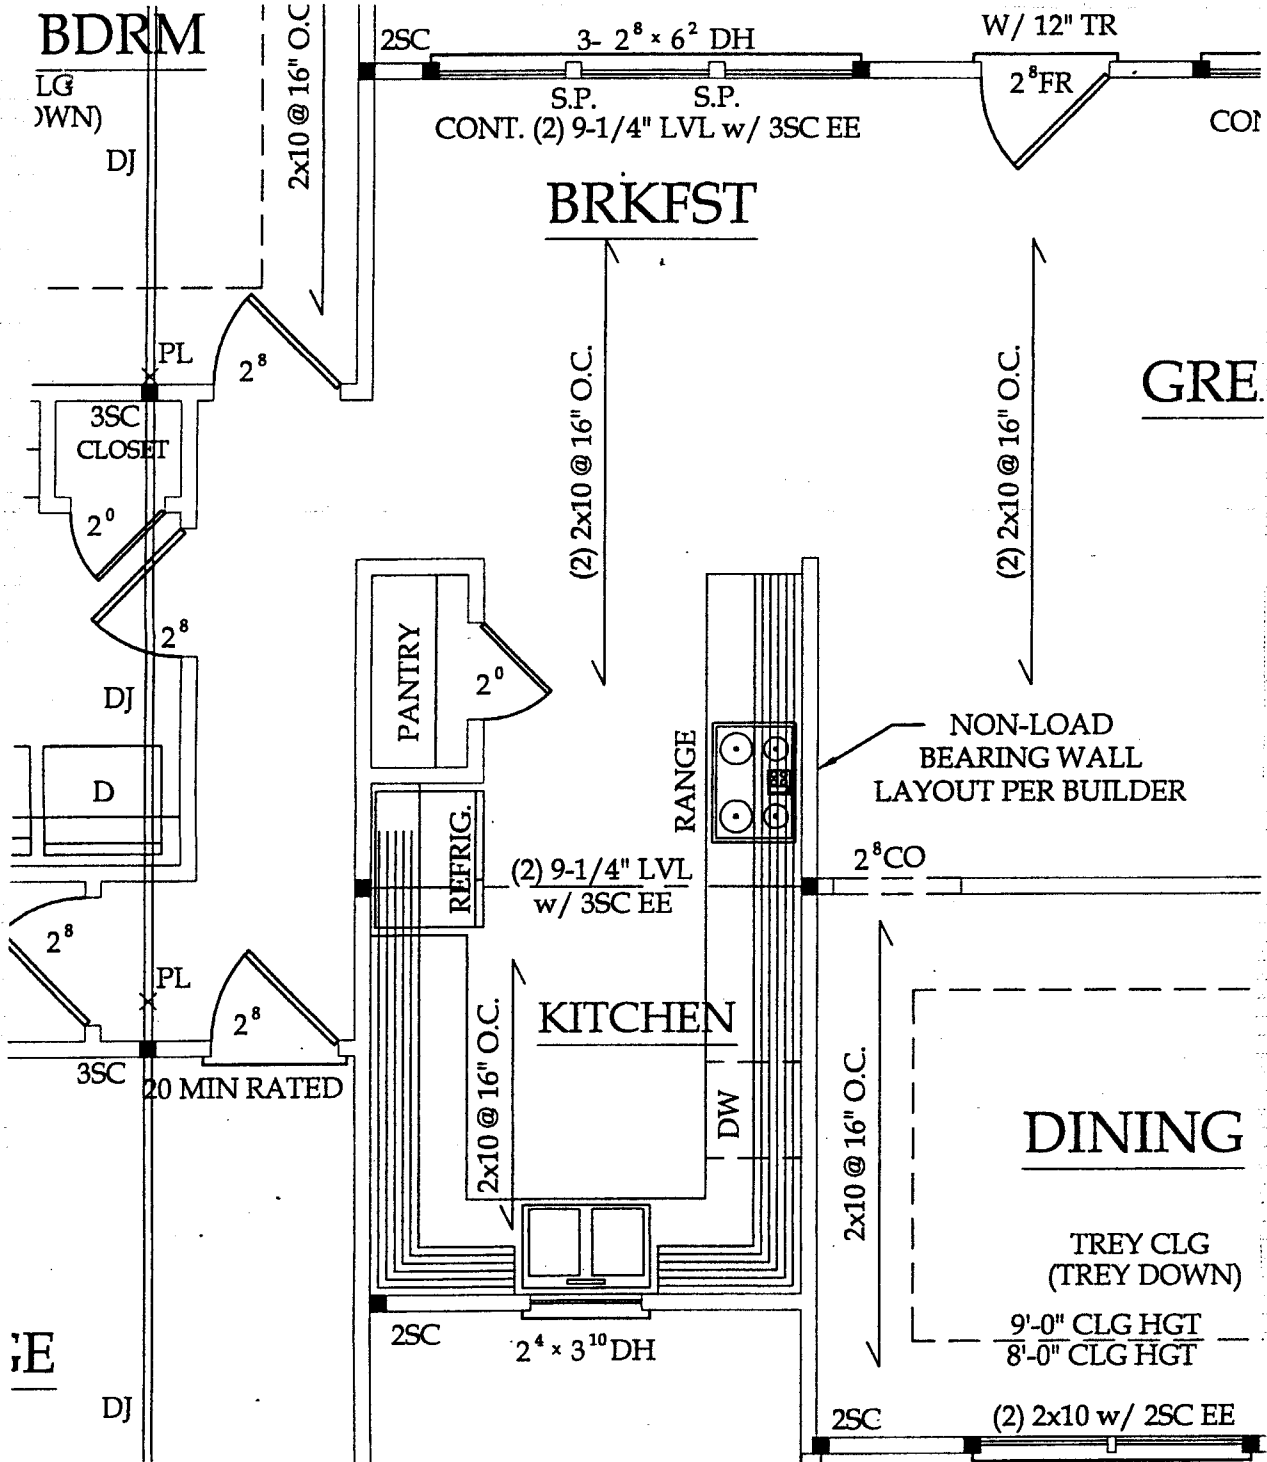 BDRM
2x10 @ 16" O.C.
2SC
3- 2⁸ × 6² DH
W/ 12" TR
2⁸FR
S.P.
S.P.
CONT. (2) 9-1/4" LVL w/ 3SC EE
DJ
BRKFST
PL
2⁸
(2) 2x10 @ 16" O.C.
(2) 2x10 @ 16" O.C.
3SC
CLOSET
2⁰
2⁸
DJ
PANTRY
2⁰
RANGE
NON-LOAD
BEARING WALL
LAYOUT PER BUILDER
D
REFRIG.
(2) 9-1/4" LVL
w/ 3SC EE
2⁸CO
2⁸
PL
2⁸
3SC
20 MIN RATED
2x10 @ 16" O.C.
KITCHEN
DW
2x10 @ 16" O.C.
DINING
TREY CLG
(TREY DOWN)
9'-0" CLG HGT
8'-0" CLG HGT
2SC
2⁴ × 3¹⁰ DH
DJ
2SC
(2) 2x10 w/ 2SC EE